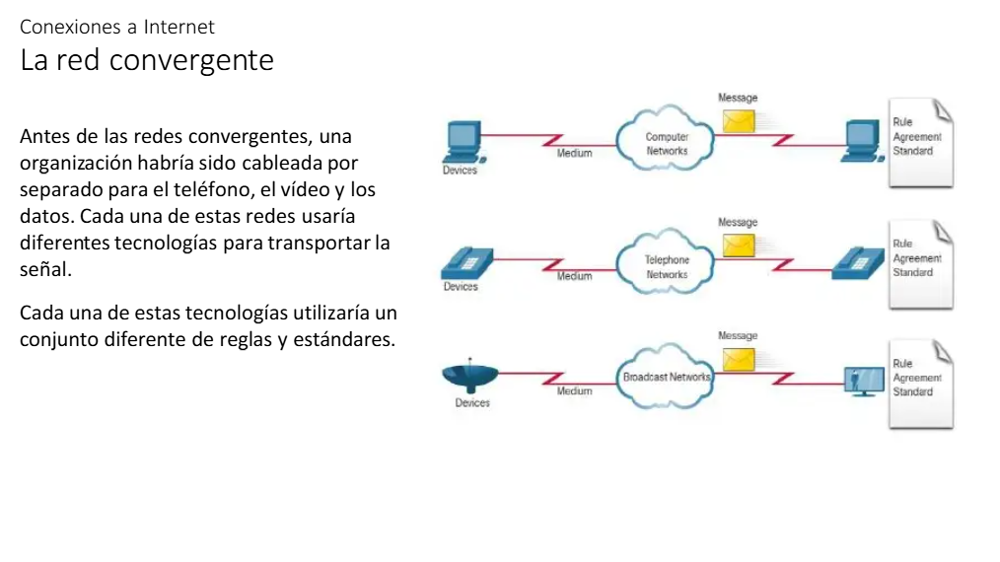 Conexiones a Internet
La red convergente
Antes de las redes convergentes, una
organización habría sido cableada por
separado para el teléfono, el vídeo y los
datos. Cada una de estas redes usaría
diferentes tecnologías para transportar la
señal.
Cada una de estas tecnologías utilizaría un
conjunto diferente de reglas y estándares.
Message
Computer
Networks
Medium
Devices
Rule
Agreement
Standard
Message
Telephone
Networks
Medium
Devices
Rule
Agreement
Standard
Message
Broadcast Networks
Medium
Devices
Rule
Agreement
Standard